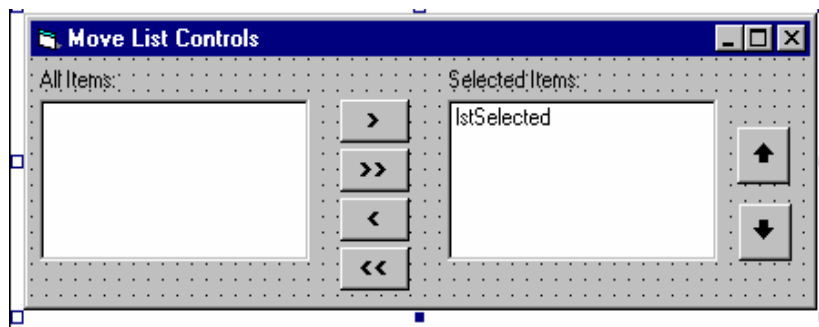 Move List Controls
All Items:
Selected Items:
lstSelected
>
>>
<
<<